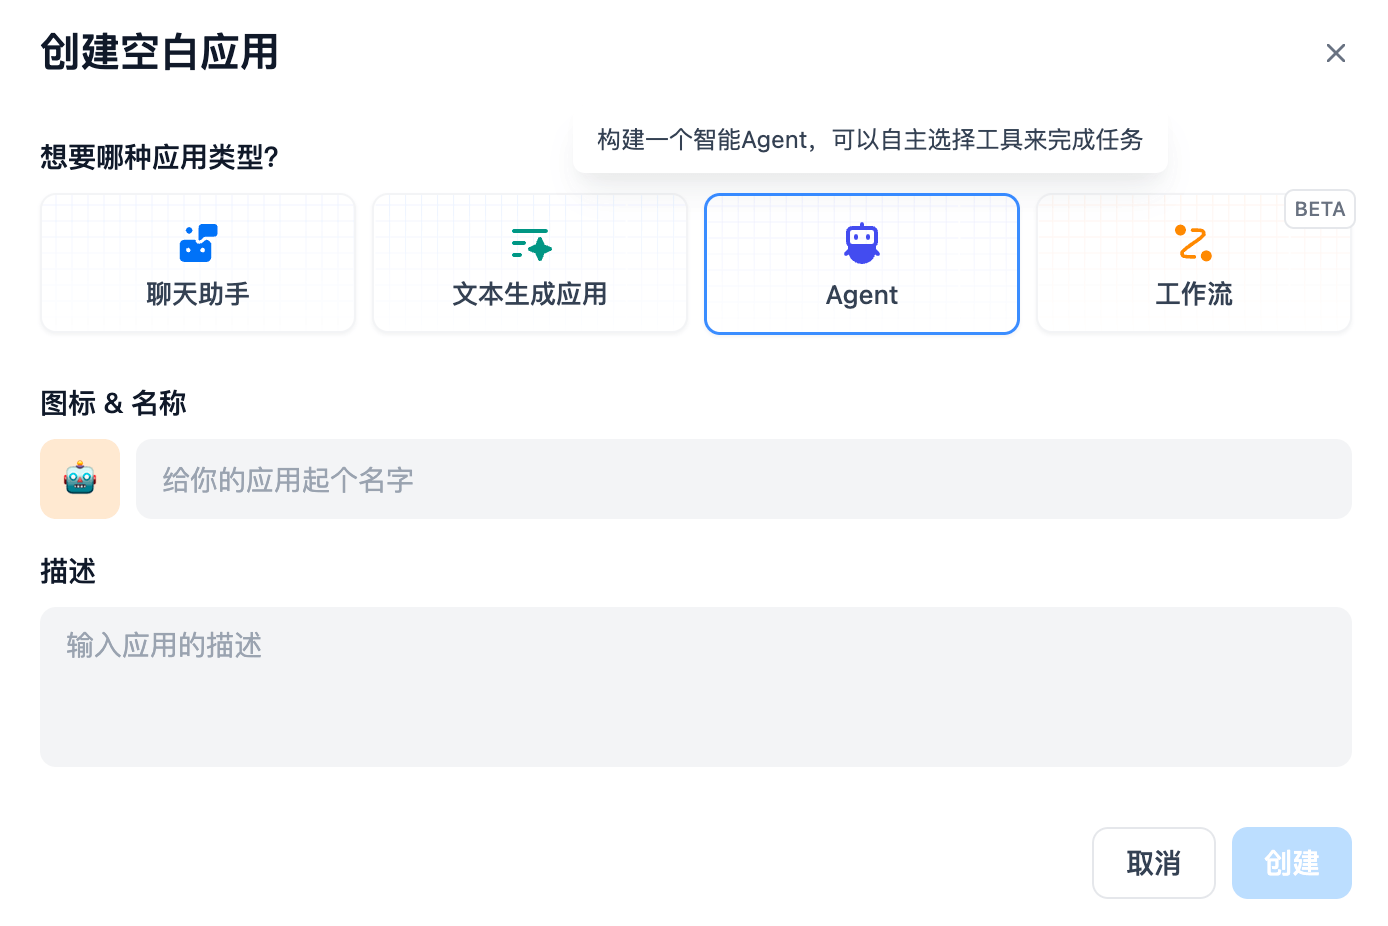 创建空白应用
构建一个智能Agent，可以自主选择工具来完成任务
想要哪种应用类型?
BETA
聊天助手
文本生成应用
Agent
工作流
图标 & 名称
给你的应用起个名字
描述
输入应用的描述
取消
创建